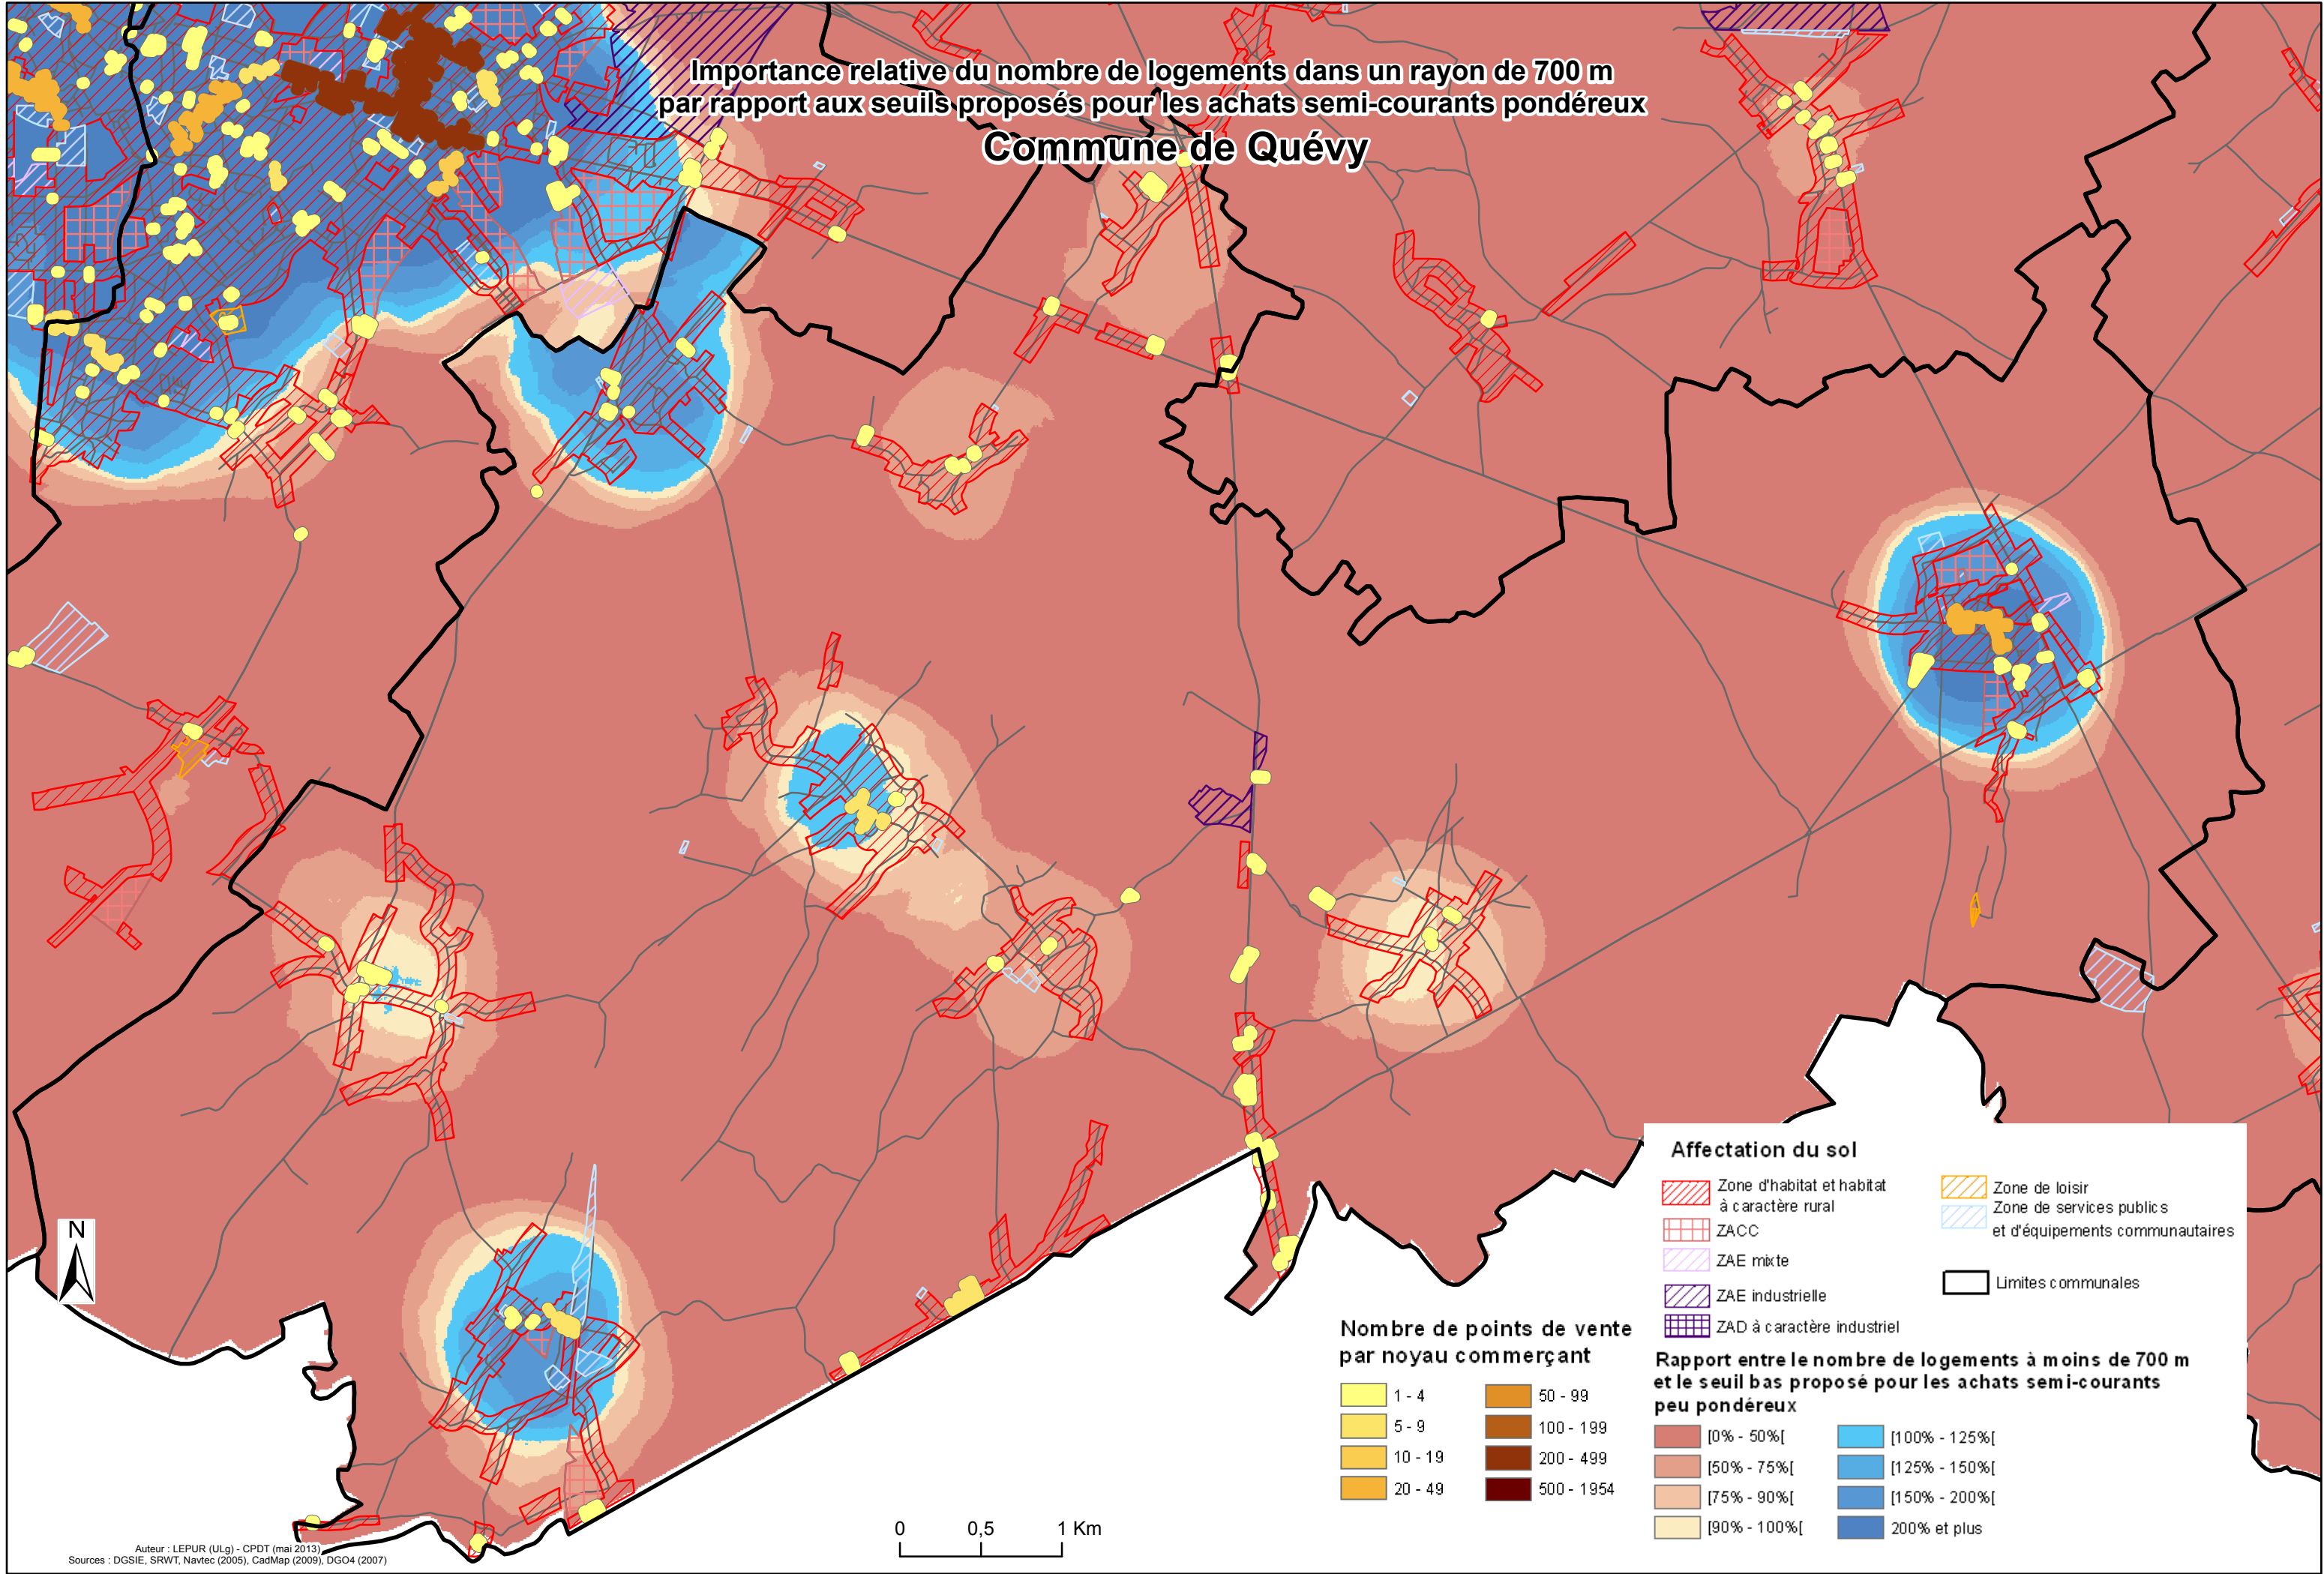 Importance relative du nombre de logements dans un rayon de 700 m
par rapport aux seuils proposés pour les achats semi-courants pondéreux
Commune de Quévy
Affectation du sol
Zone d'habitat et habitat
à caractère rural
ZACC
ZAE mixte
ZAE industrielle
ZAD à caractère industriel
Zone de loisir
Zone de services publics
et d'équipements communautaires
Limites communales
Nombre de points de vente
par noyau commerçant
1 - 4
5 - 9
10 - 19
20 - 49
50 - 99
100 - 199
200 - 499
500 - 1954
Rapport entre le nombre de logements à moins de 700 m
et le seuil bas proposé pour les achats semi-courants
peu pondéreux
[0% - 50%[
[50% - 75%[
[75% - 90%[
[90% - 100%[
[100% - 125%[
[125% - 150%[
[150% - 200%[
200% et plus
N
0 0,5 1 Km
Auteur : LEPUR (ULg) - CPDT (mai 2013)
Sources : DGSIE, SRWT, Navtec (2005), CadMap (2009), DGO4 (2007)